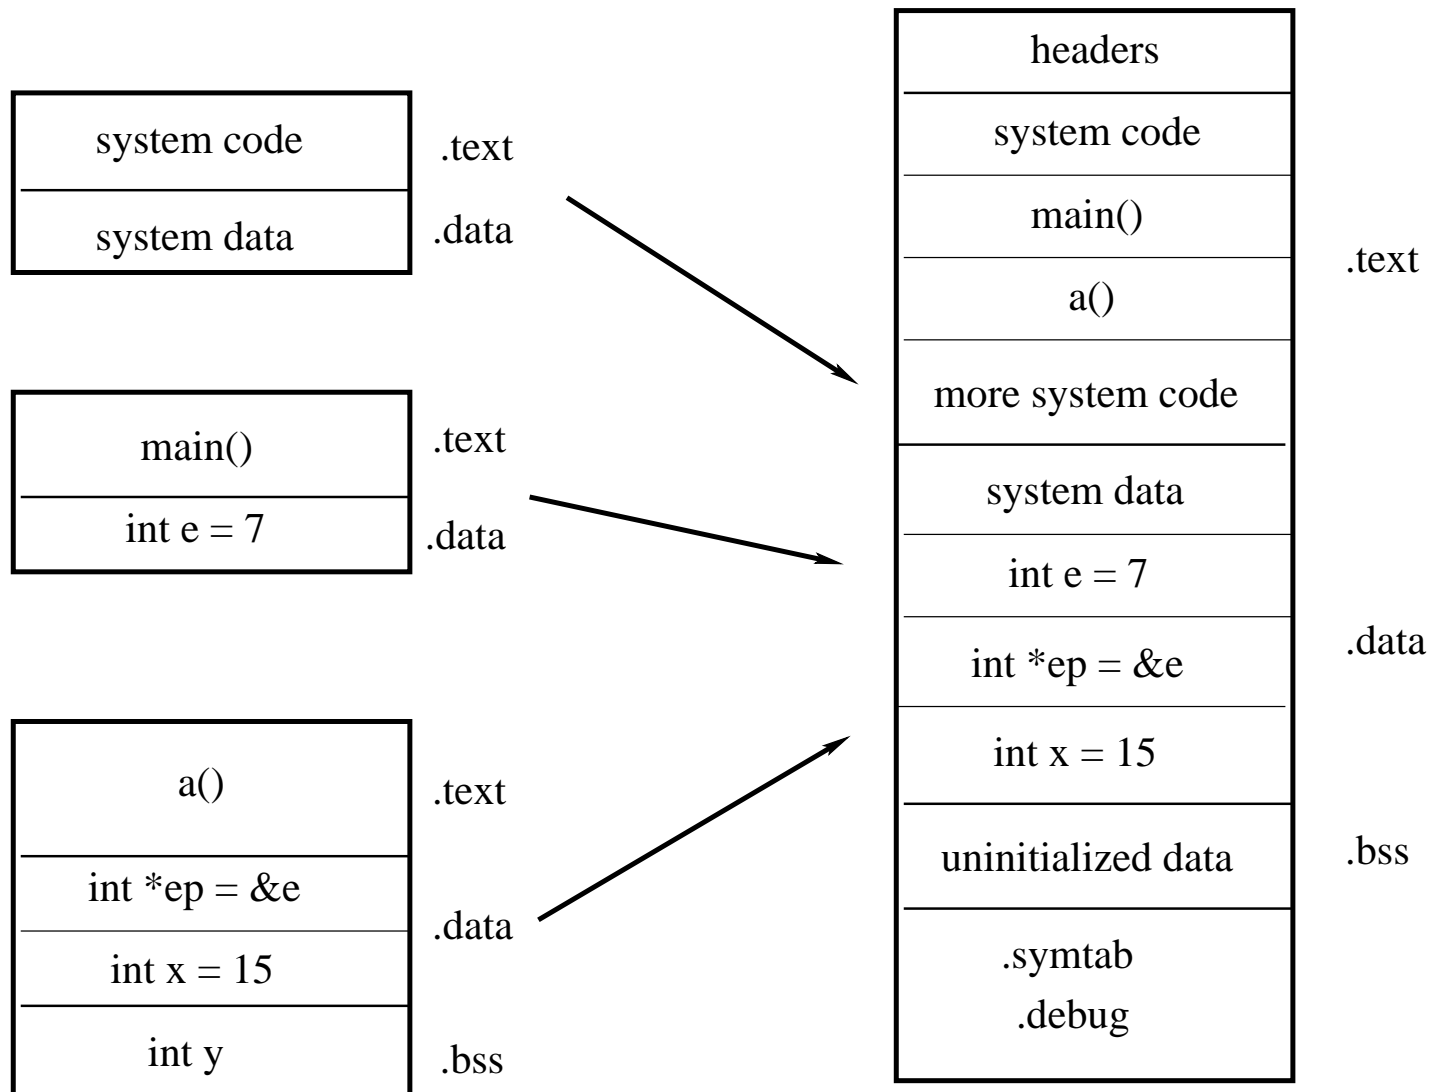 system code
.text
system data
.data
main()
.text
int e = 7
.data
a()
.text
int *ep = &e
.data
int x = 15
int y
.bss
headers
system code
main()
.text
a()
more system code
system data
int e = 7
int *ep = &e
.data
int x = 15
uninitialized data
.bss
.symtab
.debug